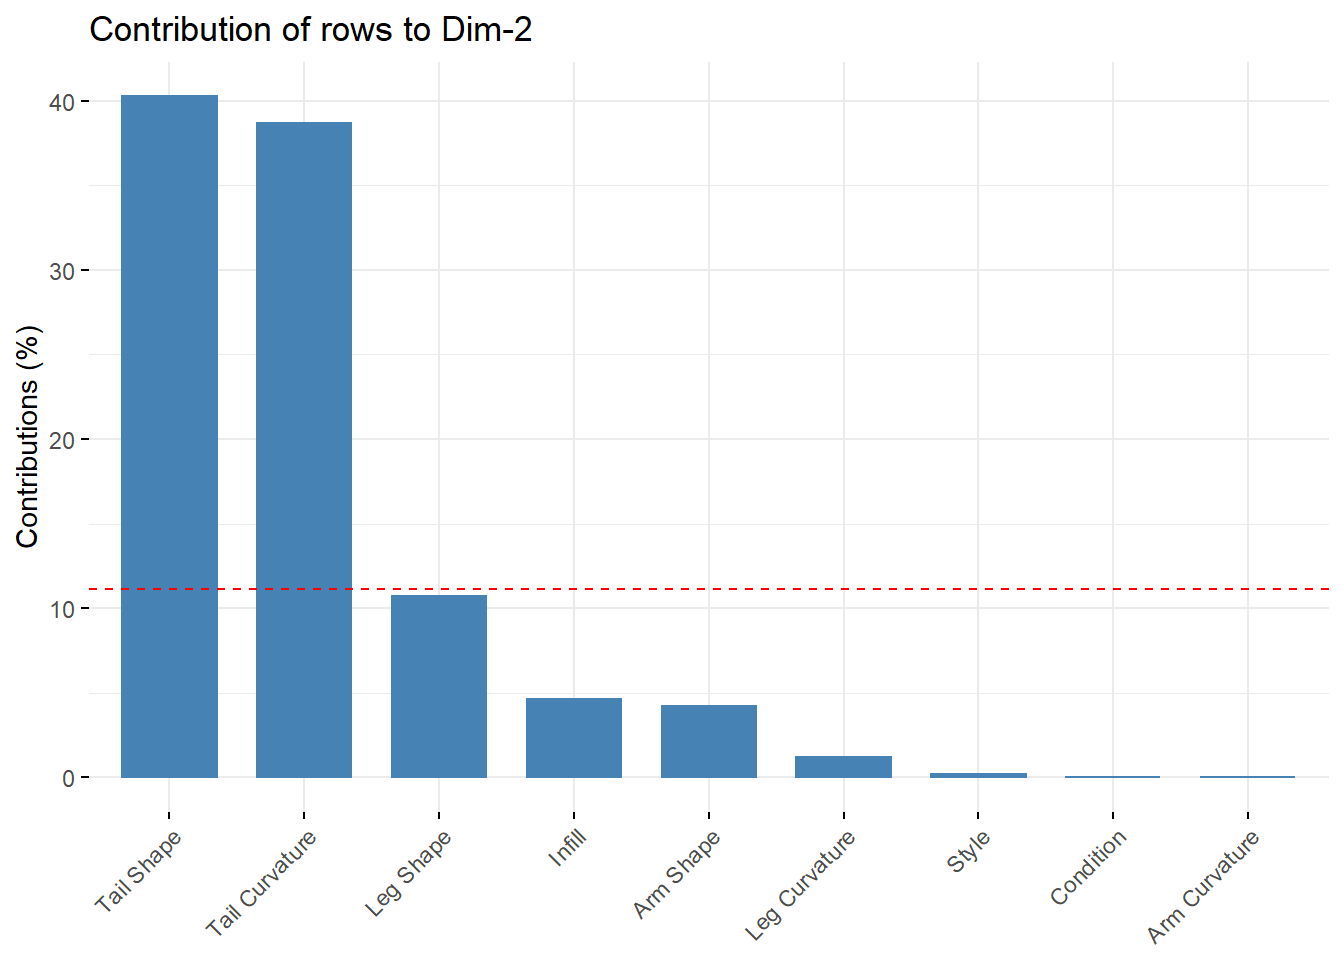 Contribution of rows to Dim-2
Contributions (%)
40
30
20
10
0
Tail Shape
Tail Curvature
Leg Shape
Infill
Arm Shape
Leg Curvature
Style
Condition
Arm Curvature